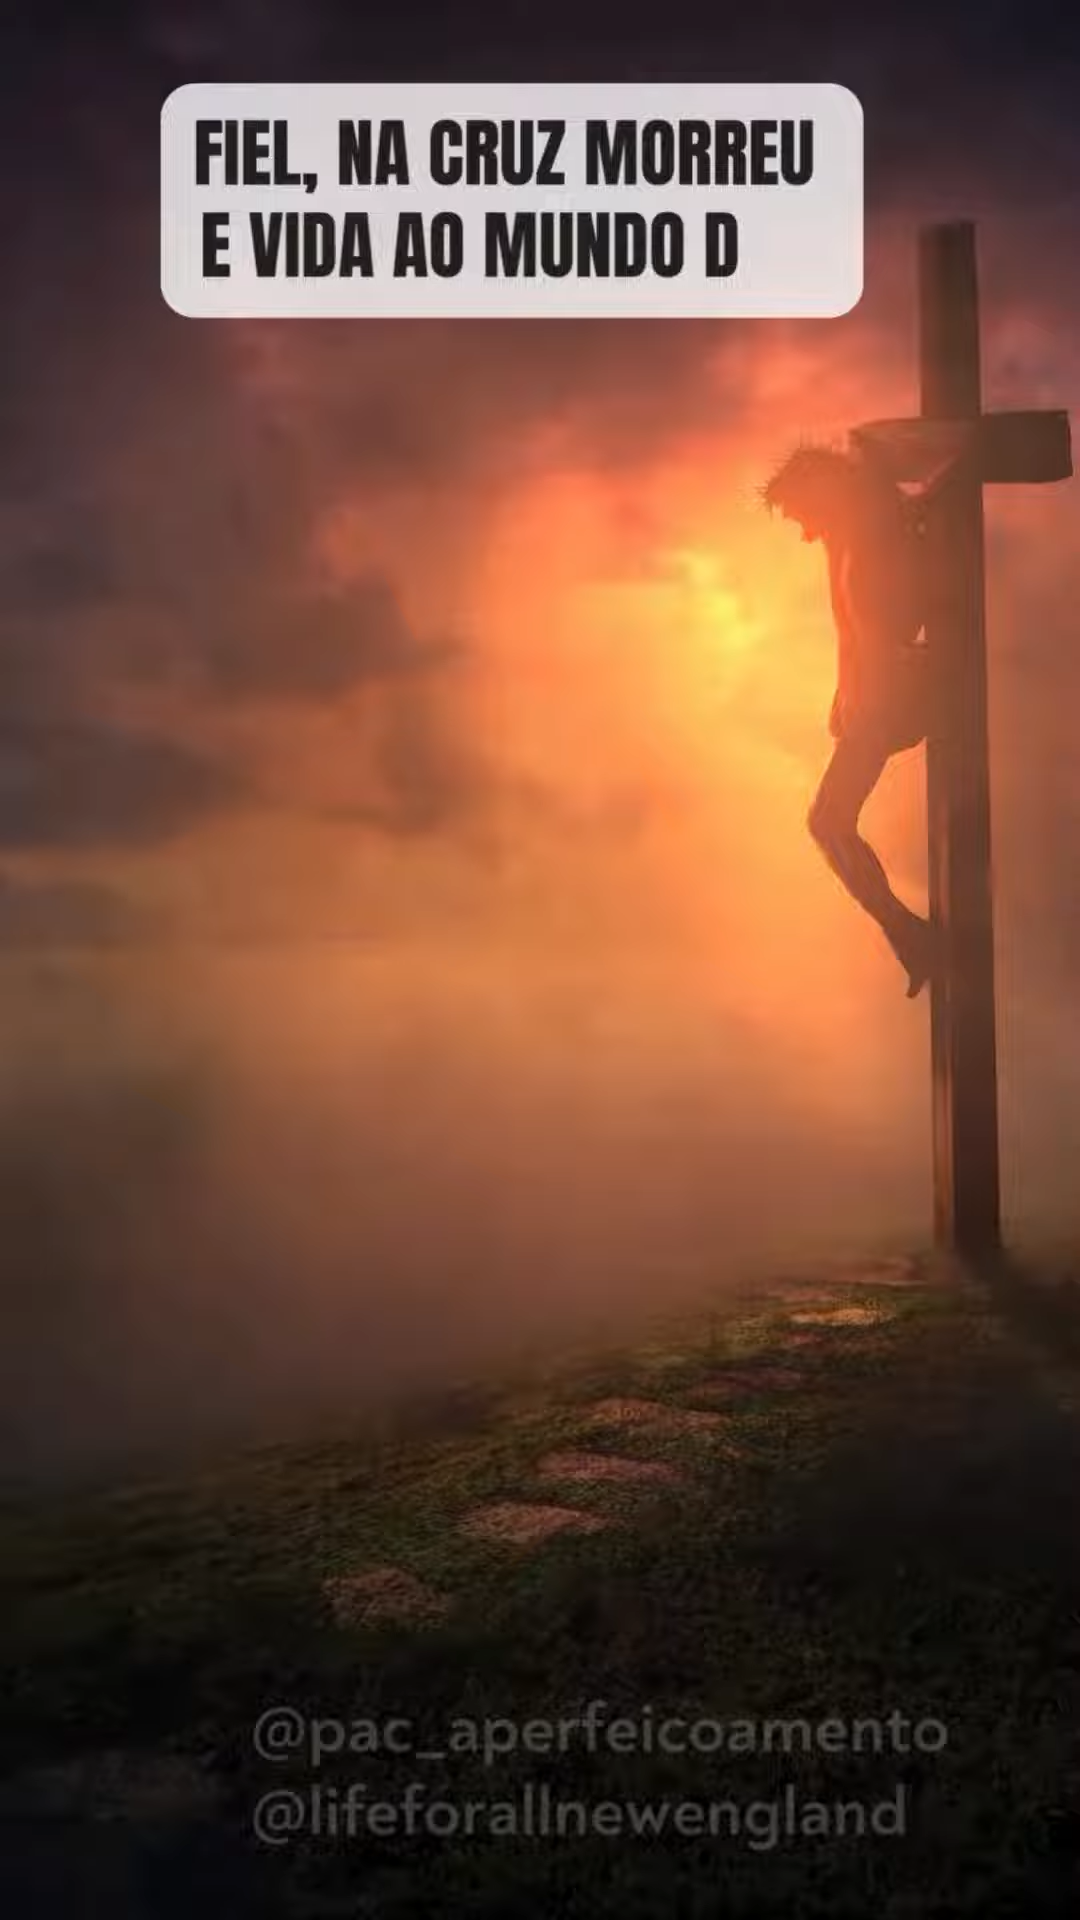 FIEL, NA CRUZ MORREU
E VIDA AO MUNDO D
@pac_aperfeicoamento
@lifeforallnewengland